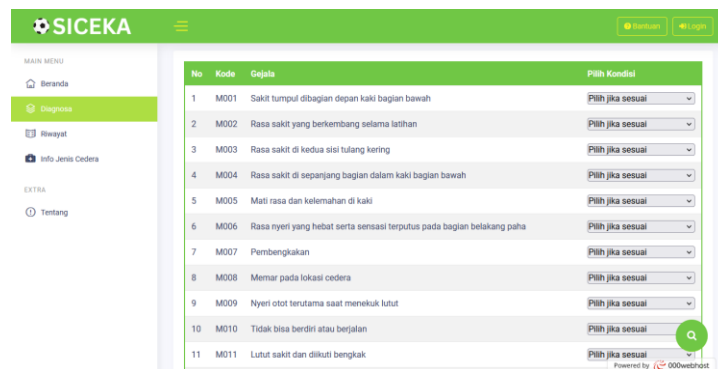 SICEKA
Bantuan
Login
MAIN MENU
Beranda
Diagnosa
Riwayat
Info Jenis Cedera
EXTRA
Tentang
No Kode Gejala Pilih Kondisi
1 M001 Sakit tumpul dibagian depan kaki bagian bawah Pilih jika sesuai
2 M002 Rasa sakit yang berkembang selama latihan Pilih jika sesuai
3 M003 Rasa sakit di kedua sisi tulang kering Pilih jika sesuai
4 M004 Rasa sakit di sepanjang bagian dalam kaki bagian bawah Pilih jika sesuai
5 M005 Mati rasa dan kelemahan di kaki Pilih jika sesuai
6 M006 Rasa nyeri yang hebat serta sensasi terputus pada bagian belakang paha Pilih jika sesuai
7 M007 Pembengkakan Pilih jika sesuai
8 M008 Memar pada lokasi cedera Pilih jika sesuai
9 M009 Nyeri otot terutama saat menekuk lutut Pilih jika sesuai
10 M010 Tidak bisa berdiri atau berjalan Pilih jika sesuai
11 M011 Lutut sakit dan diikuti bengkak Pilih jika sesuai
Powered by 000webhost